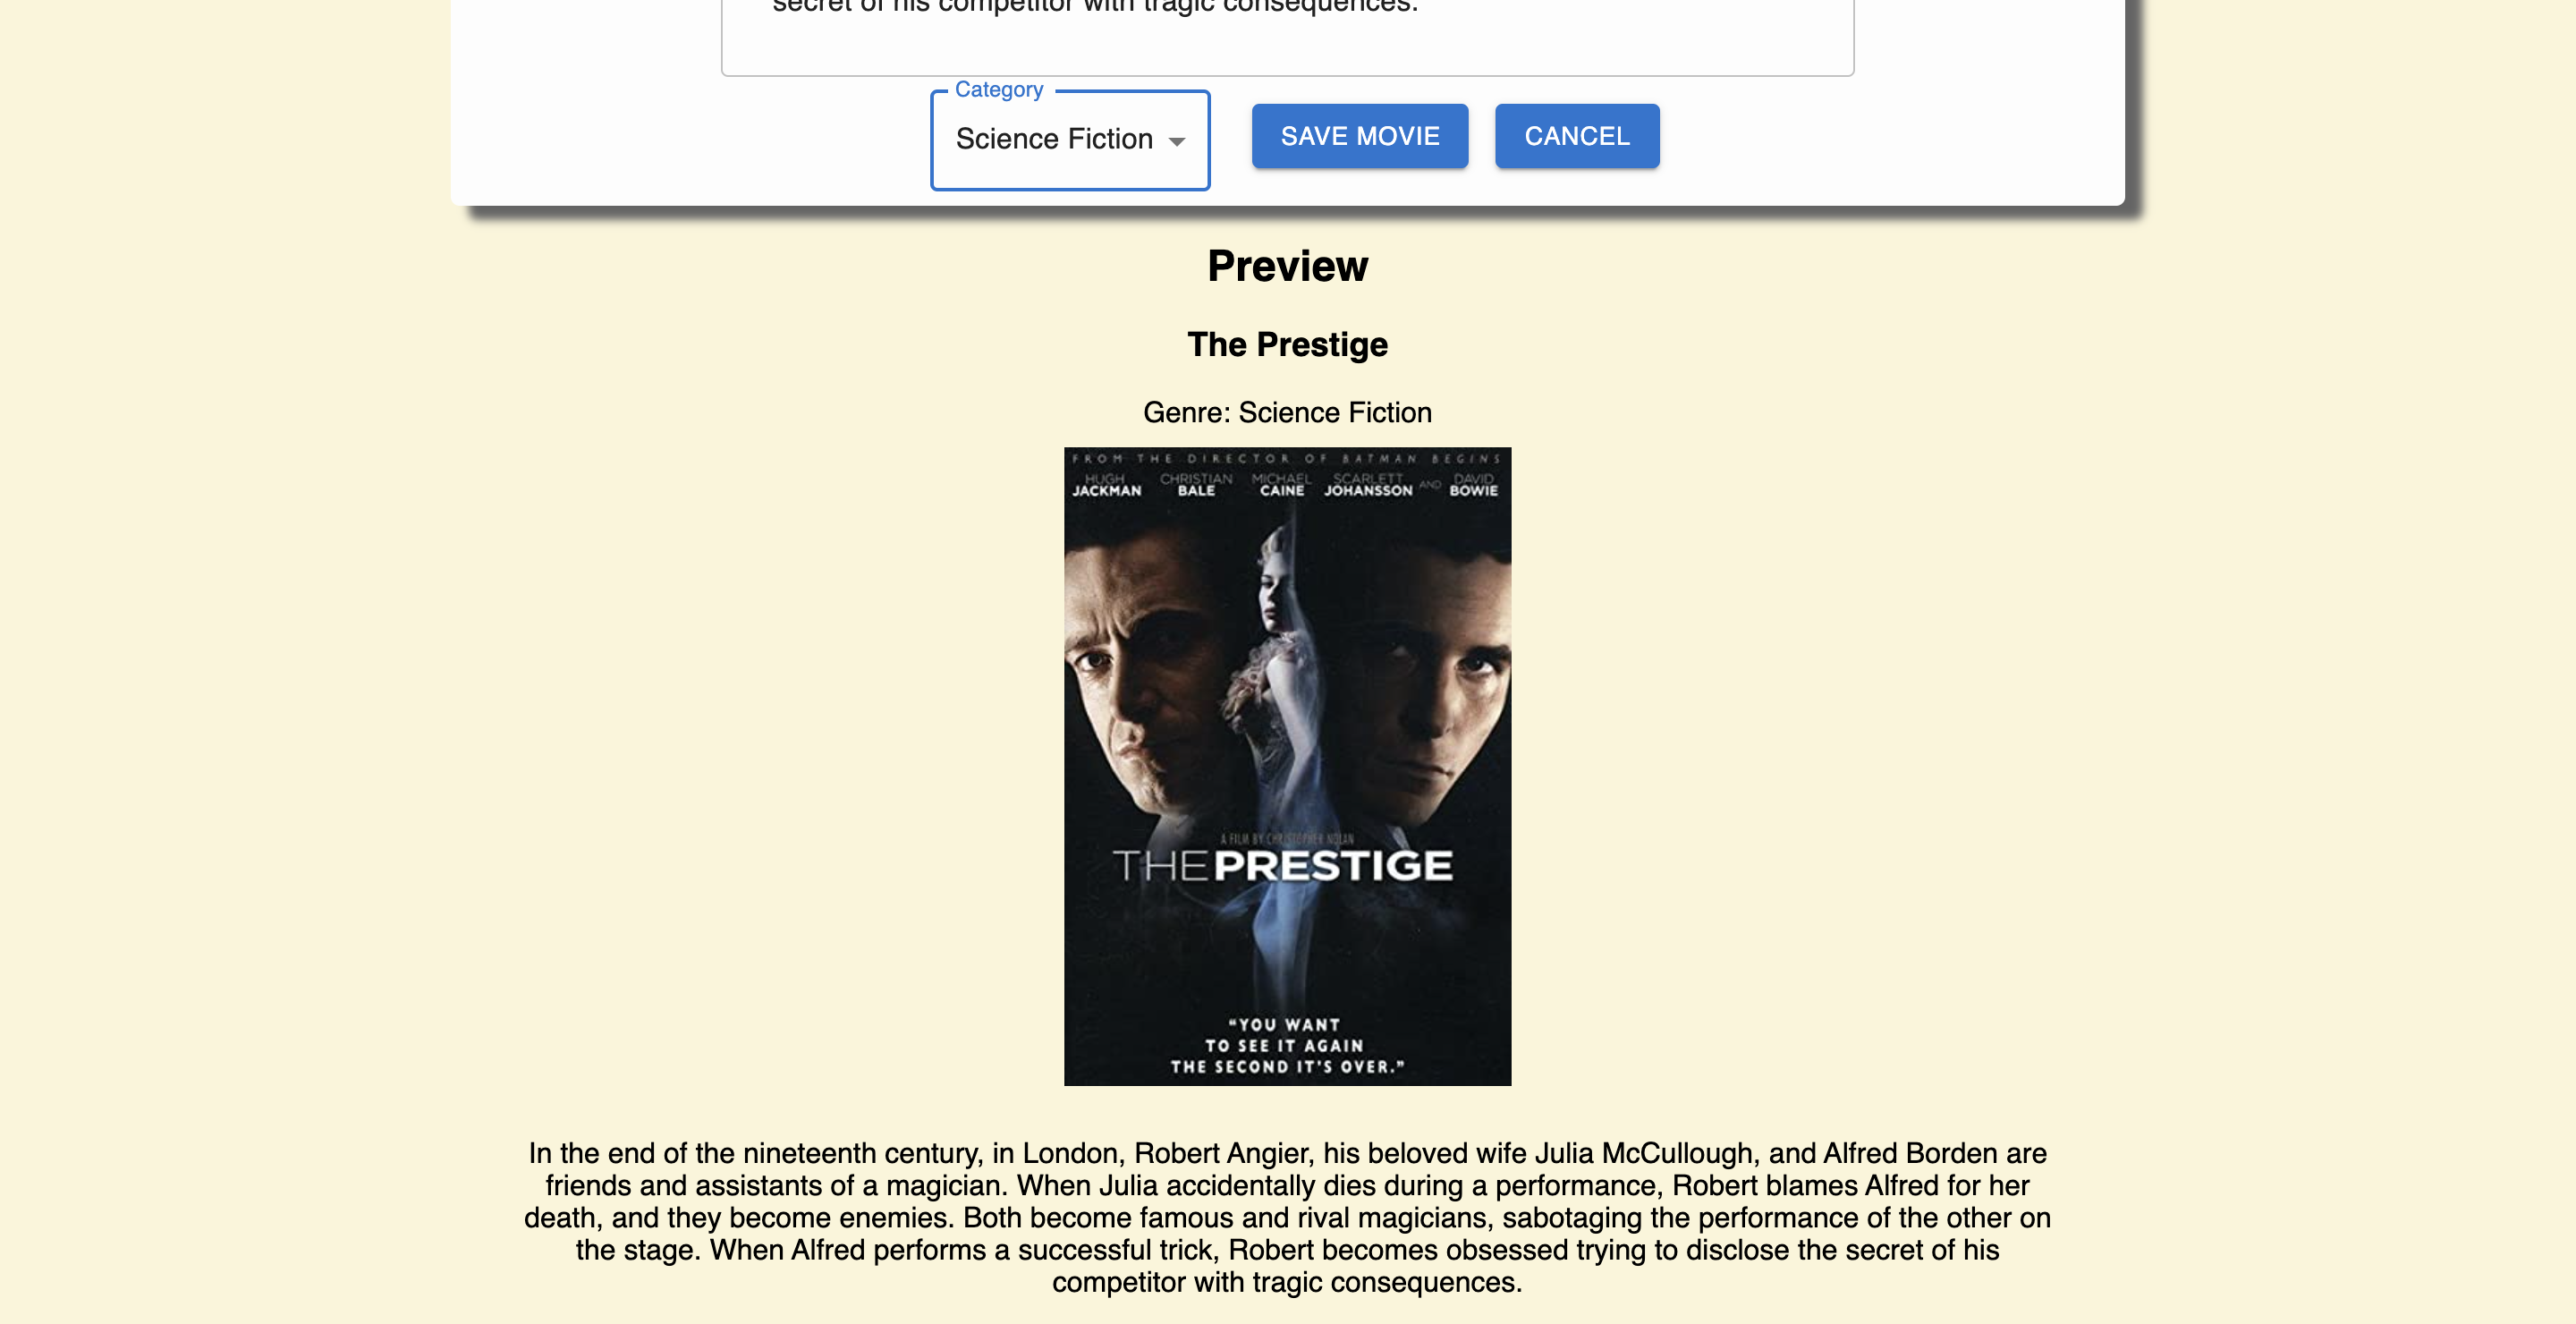 secret of his competitor with tragic consequences.
Category
Science Fiction
SAVE MOVIE
CANCEL
Preview
The Prestige
Genre: Science Fiction
FROM THE DIRECTOR OF BATMAN BEGINS
HUGH JACKMAN CHRISTIAN BALE MICHAEL CAINE SCARLETT JOHANSSON AND DAVID BOWIE
A FILM BY CHRISTOPHER NOLAN
THE PRESTIGE
“YOU WANT
TO SEE IT AGAIN
THE SECOND IT'S OVER.”
In the end of the nineteenth century, in London, Robert Angier, his beloved wife Julia McCullough, and Alfred Borden are
friends and assistants of a magician. When Julia accidentally dies during a performance, Robert blames Alfred for her
death, and they become enemies. Both become famous and rival magicians, sabotaging the performance of the other on
the stage. When Alfred performs a successful trick, Robert becomes obsessed trying to disclose the secret of his
competitor with tragic consequences.